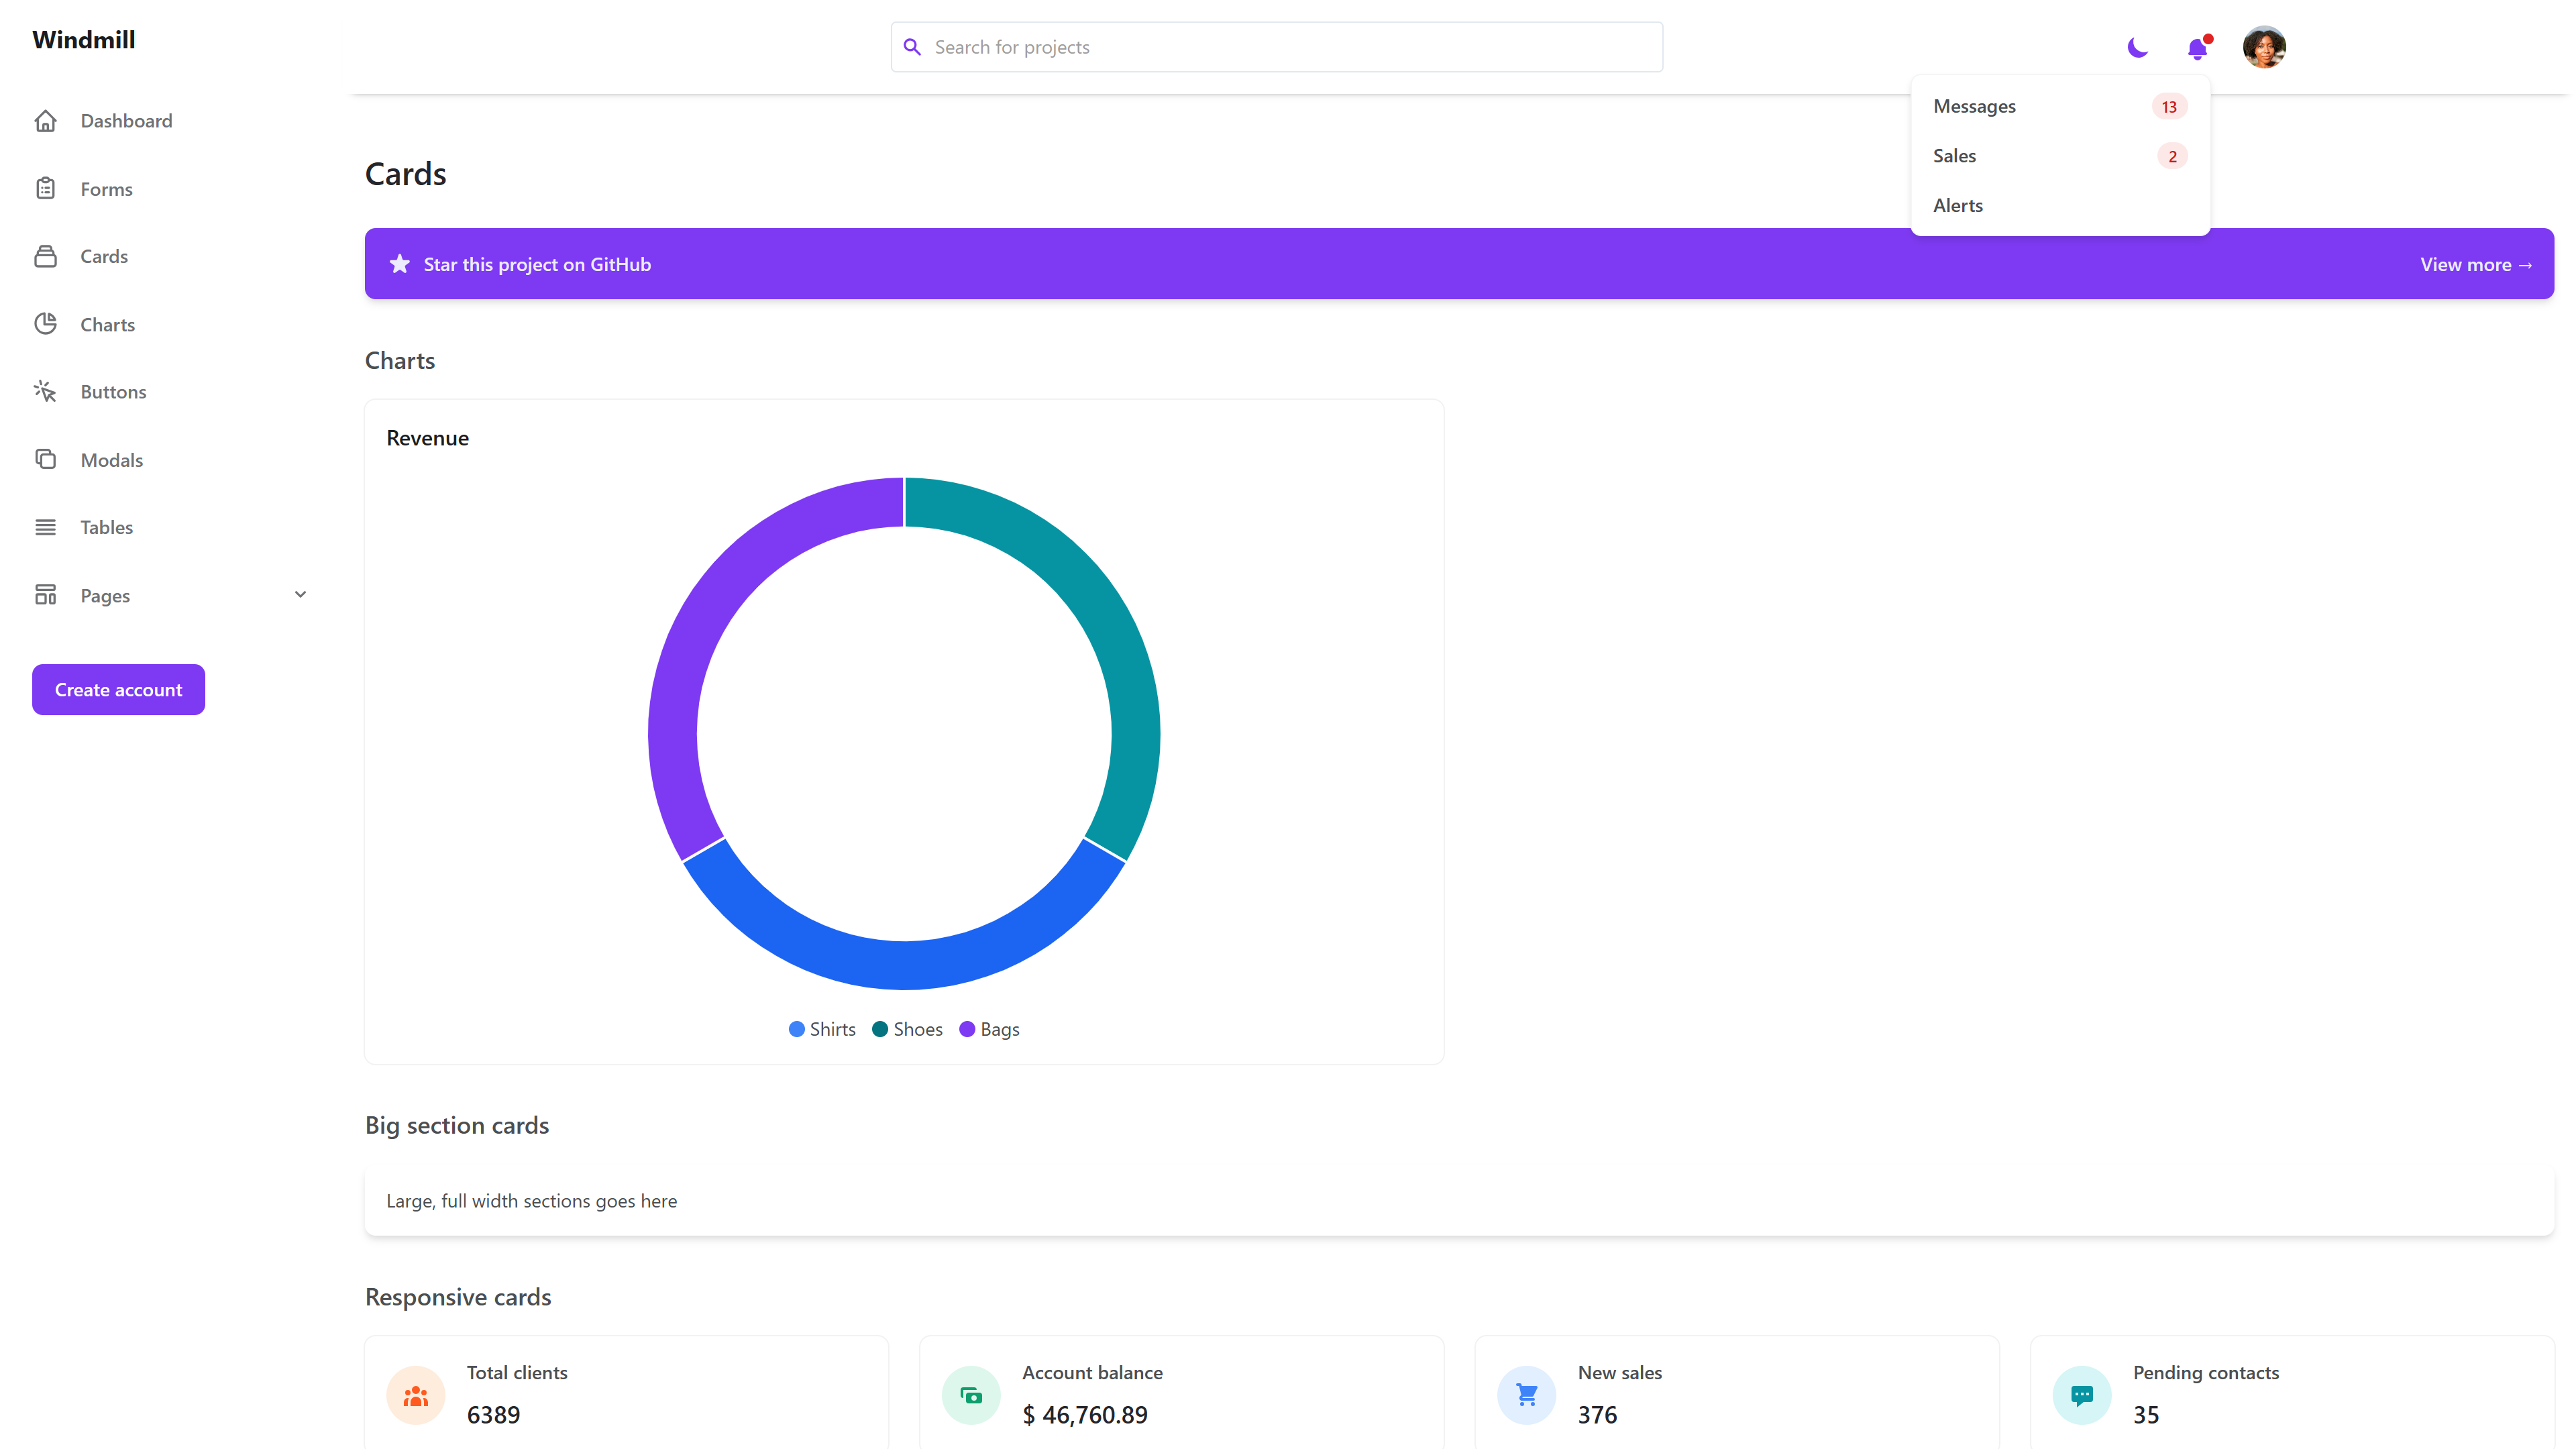 Windmill
Dashboard
Forms
Cards
Charts
Buttons
Modals
Tables
Pages
Create account
Search for projects
Messages 13
Sales 2
Alerts
Cards
Star this project on GitHub
View more →
Charts
Revenue
Shirts Shoes Bags
Big section cards
Large, full width sections goes here
Responsive cards
Total clients
6389
Account balance
$ 46,760.89
New sales
376
Pending contacts
35